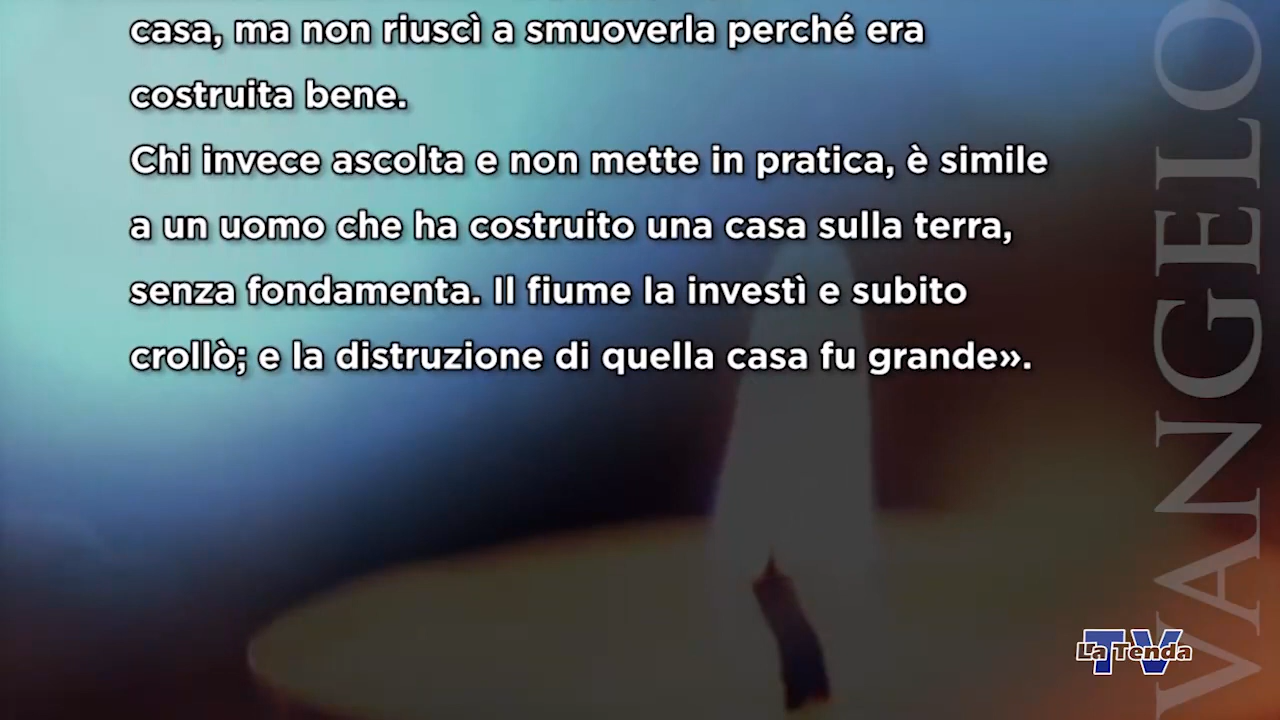 casa, ma non riuscì a smuoverla perché era
costruita bene.
Chi invece ascolta e non mette in pratica, è simile
a un uomo che ha costruito una casa sulla terra,
senza fondamenta. Il fiume la investì e subito
crollò; e la distruzione di quella casa fu grande».
VANGELO
TV
La Tenda